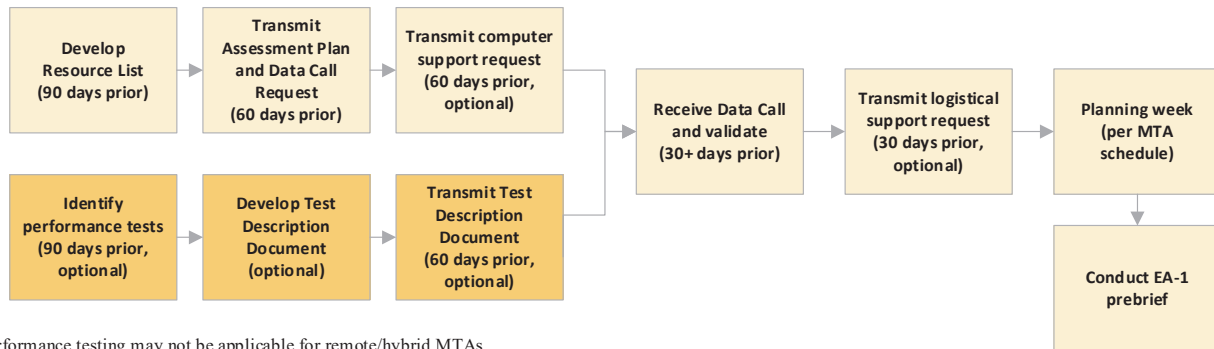 Develop
Resource List
(90 days prior)
Transmit
Assessment Plan
and Data Call
Request
(60 days prior)
Transmit computer
support request
(60 days prior,
optional)
Receive Data Call
and validate
(30+ days prior)
Transmit logistical
support request
(30 days prior,
optional)
Planning week
(per MTA
schedule)
Identify
performance tests
(90 days prior,
optional)
Develop Test
Description
Document
(optional)
Transmit Test
Description
Document
(60 days prior,
optional)
Conduct EA-1
prebrief
rformance testing may not be applicable for remote/hybrid MTAs